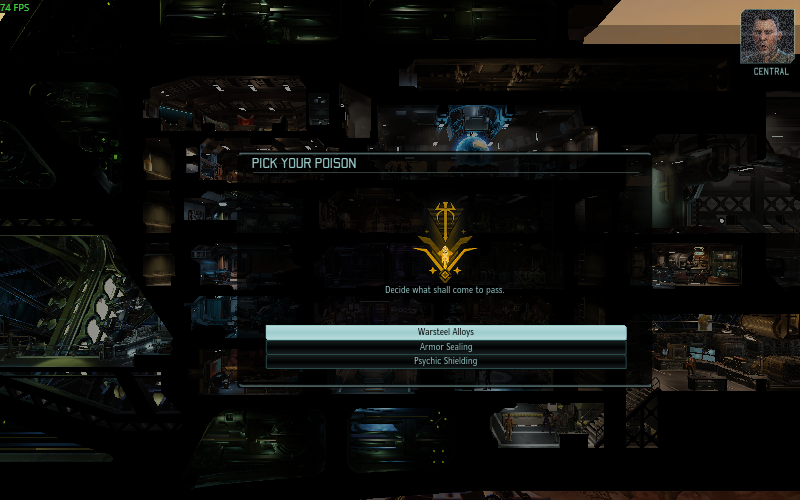 74 FPS
CENTRAL
PICK YOUR POISON
Decide what shall come to pass.
Warsteel Alloys
Armor Sealing
Psychic Shielding